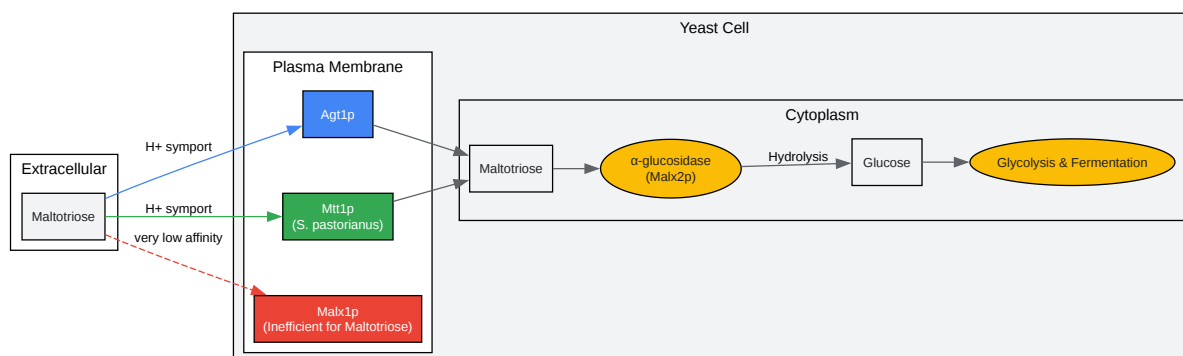 Yeast Cell
Plasma Membrane
Agt1p
Cytoplasm
H+ symport
Extracellular
Maltotriose
H+ symport
very low affinity
Mtt1p
(S. pastorianus)
Maltotriose
α-glucosidase
(Malx2p)
Hydrolysis
Glucose
Glycolysis & Fermentation
Malx1p
(Inefficient for Maltotriose)